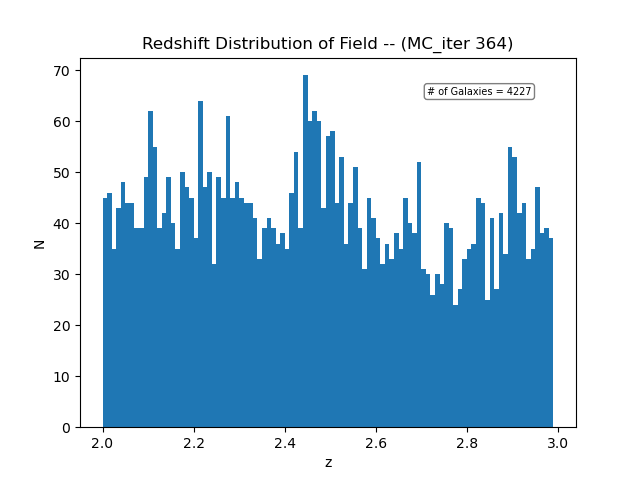 Redshift Distribution of Field -- (MC_iter 364)
# of Galaxies = 4227
70
60
50
40
30
20
10
0
N
2.0 2.2 2.4 2.6 2.8 3.0
z